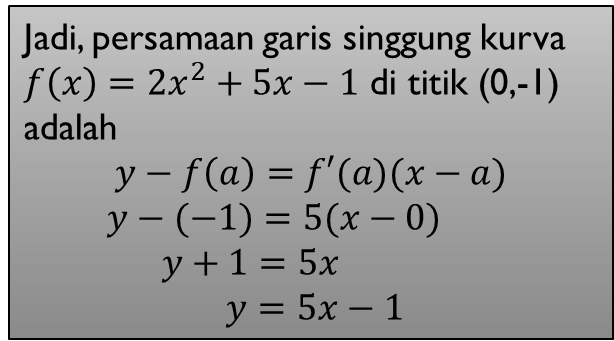 Jadi, persamaan garis singgung kurva
f(x) = 2x² + 5x − 1 di titik (0,-1)
adalah
y − f(a) = f′(a)(x − a)
y − (−1) = 5(x − 0)
y + 1 = 5x
y = 5x − 1